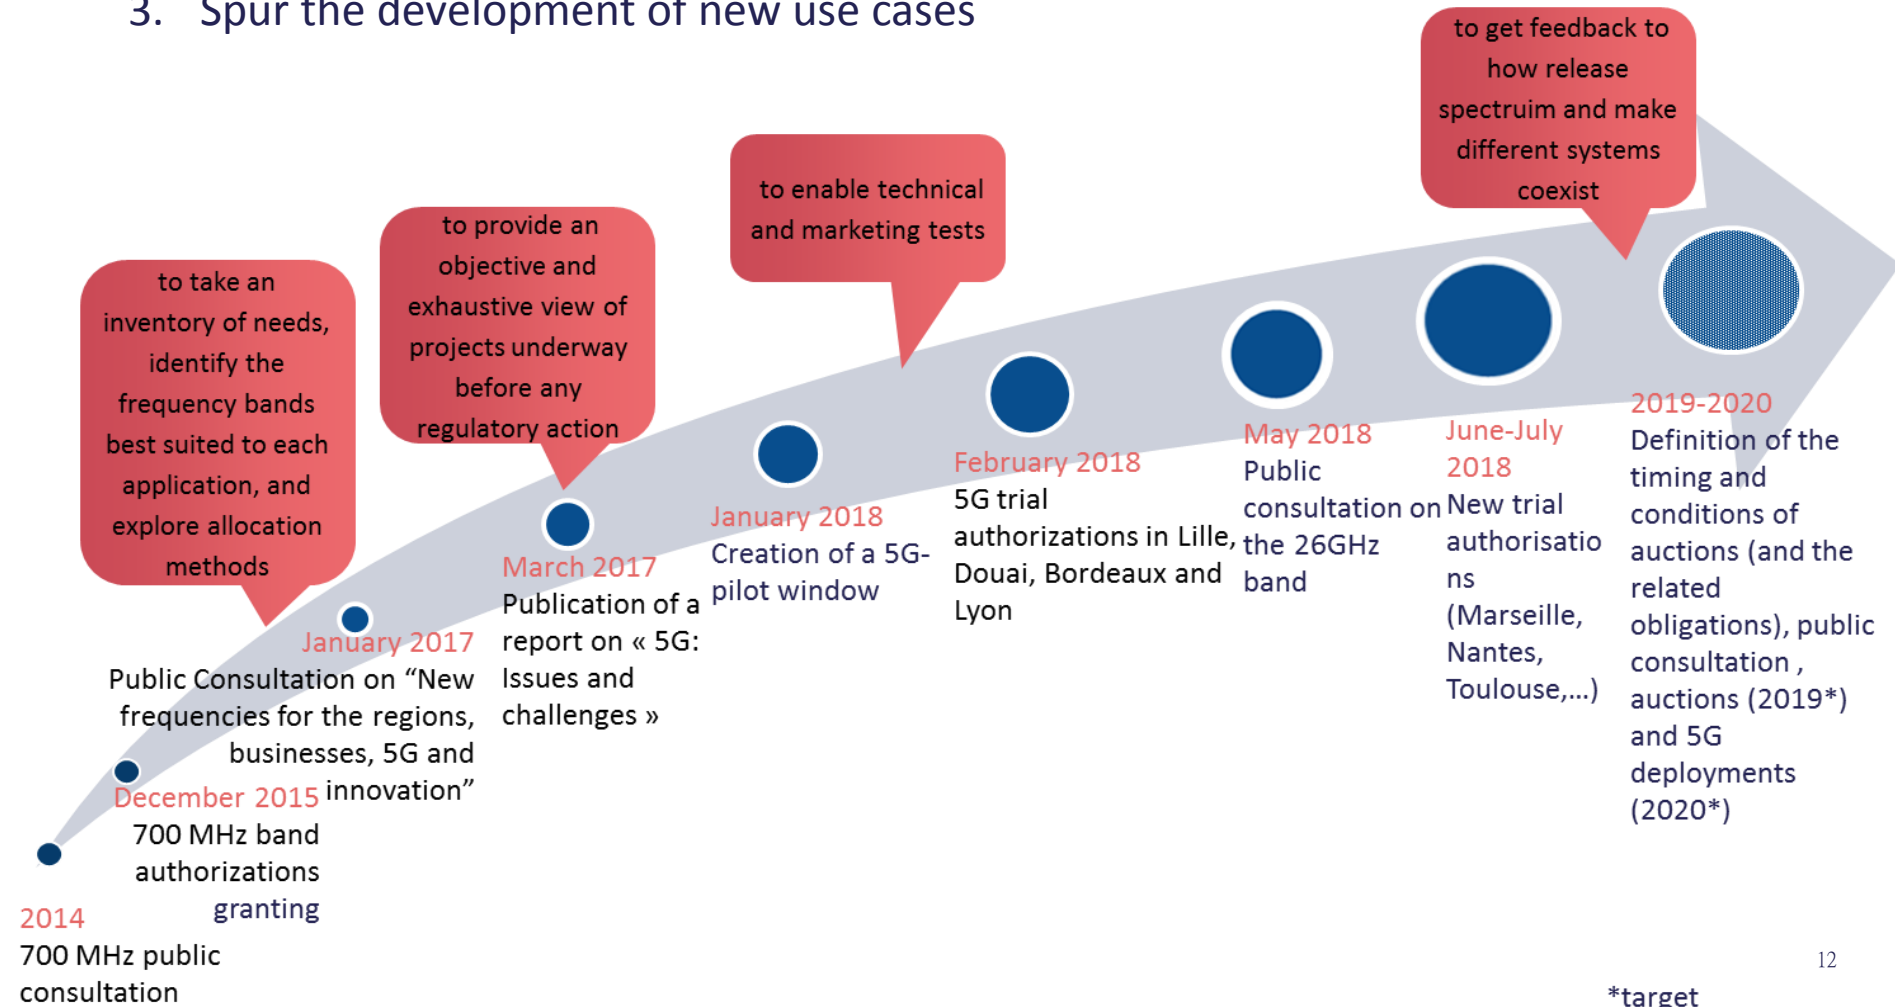 3. Spur the development of new use cases
to take an
inventory of needs,
identify the
frequency bands
best suited to each
application, and
explore allocation
methods
to provide an
objective and
exhaustive view of
projects underway
before any
regulatory action
to enable technical
and marketing tests
to get feedback to
how release
spectruim and make
different systems
coexist
2014
700 MHz public
consultation
December 2015
700 MHz band
authorizations
granting
January 2017
Public Consultation on “New
frequencies for the regions,
businesses, 5G and
innovation”
March 2017
Publication of a
report on « 5G:
Issues and
challenges »
January 2018
Creation of a 5G-
pilot window
February 2018
5G trial
authorizations in Lille,
Douai, Bordeaux and
Lyon
May 2018
Public
consultation on
the 26GHz
band
June-July
2018
New trial
authorisatio
ns
(Marseille,
Nantes,
Toulouse,...)
2019-2020
Definition of the
timing and
conditions of
auctions (and the
related
obligations), public
consultation ,
auctions (2019*)
and 5G
deployments
(2020*)
12
*target